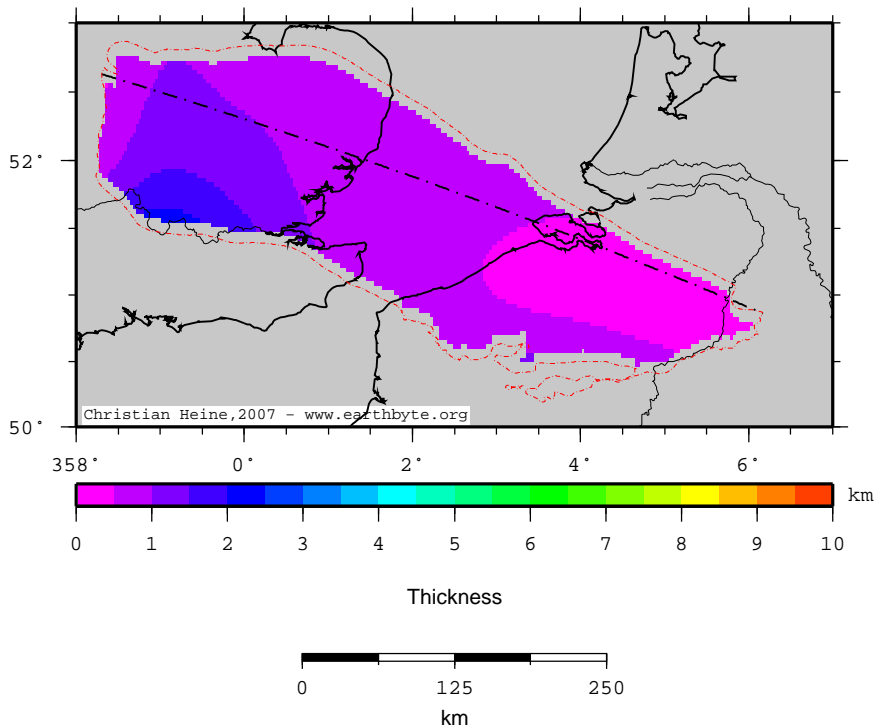 52°
50°
Christian Heine,2007 - www.earthbyte.org
358° 0° 2° 4° 6°
km
0 1 2 3 4 5 6 7 8 9 10
Thickness
0 125 250
km